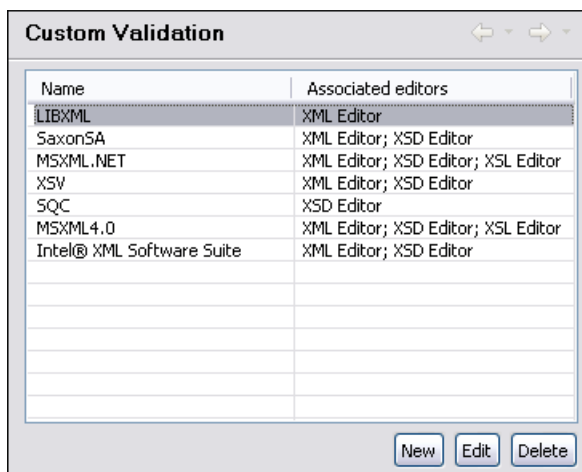 Custom Validation
Name Associated editors
LIBXML XML Editor
SaxonSA XML Editor; XSD Editor
MSXML.NET XML Editor; XSD Editor; XSL Editor
XSV XML Editor; XSD Editor
SQC XSD Editor
MSXML4.0 XML Editor; XSD Editor; XSL Editor
Intel® XML Software Suite XML Editor; XSD Editor
New Edit Delete